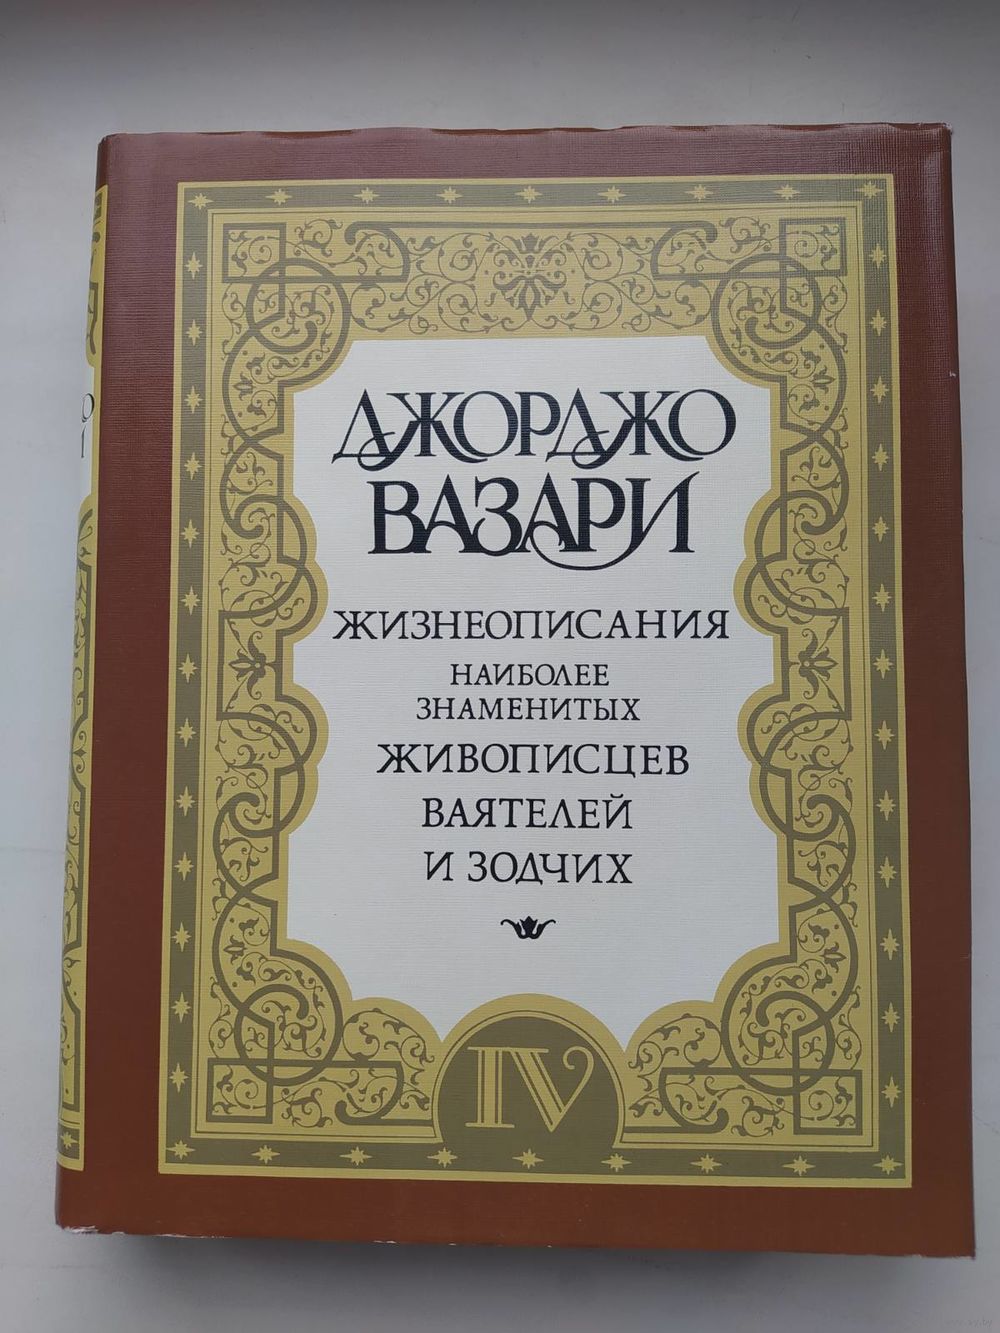 ДЖОРДЖО
ВАЗАРИ
ЖИЗНЕОПИСАНИЯ
НАИБОЛЕЕ
ЗНАМЕНИТЫХ
ЖИВОПИСЦЕВ
ВАЯТЕЛЕЙ
И ЗОДЧИХ
IV